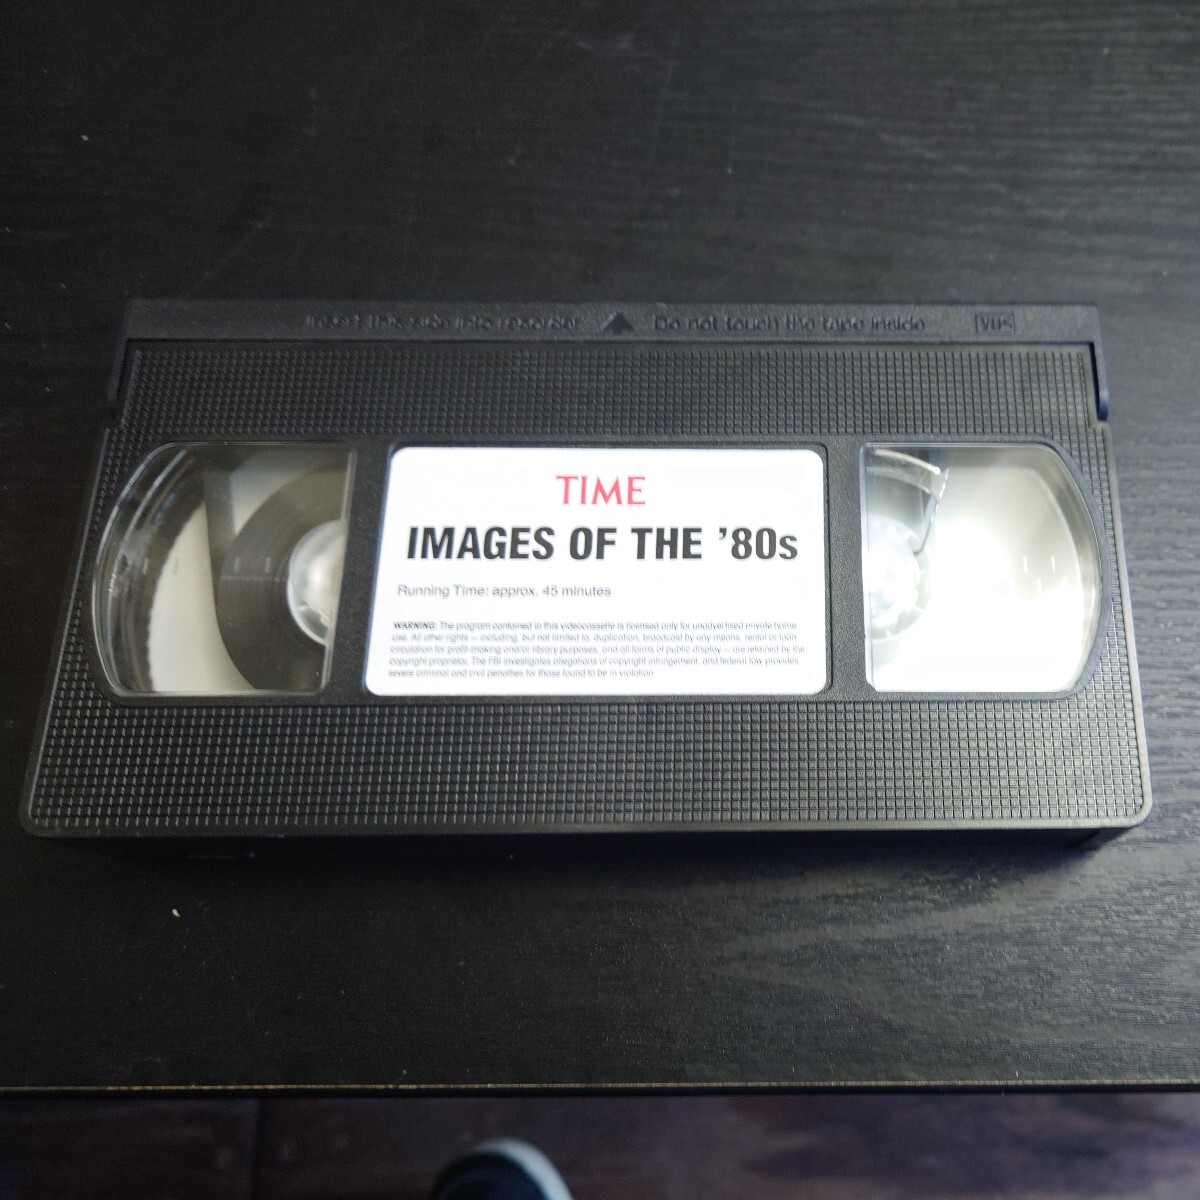 Insert this side into recorder ▲ Do not touch the tape inside VHS
TIME
IMAGES OF THE ’80s
Running Time: approx. 45 minutes
WARNING: The program contained in this videocassette is licensed only for unadvertised private home
use. All other rights – including, but not limited to, duplication, broadcast by any means, rental or loan
circulation for profit-making and/or library purposes, and all forms of public display – are retained by the
copyright proprietor. The FBI investigates allegations of copyright infringement, and federal law provides
severe criminal and civil penalties for those found to be in violation